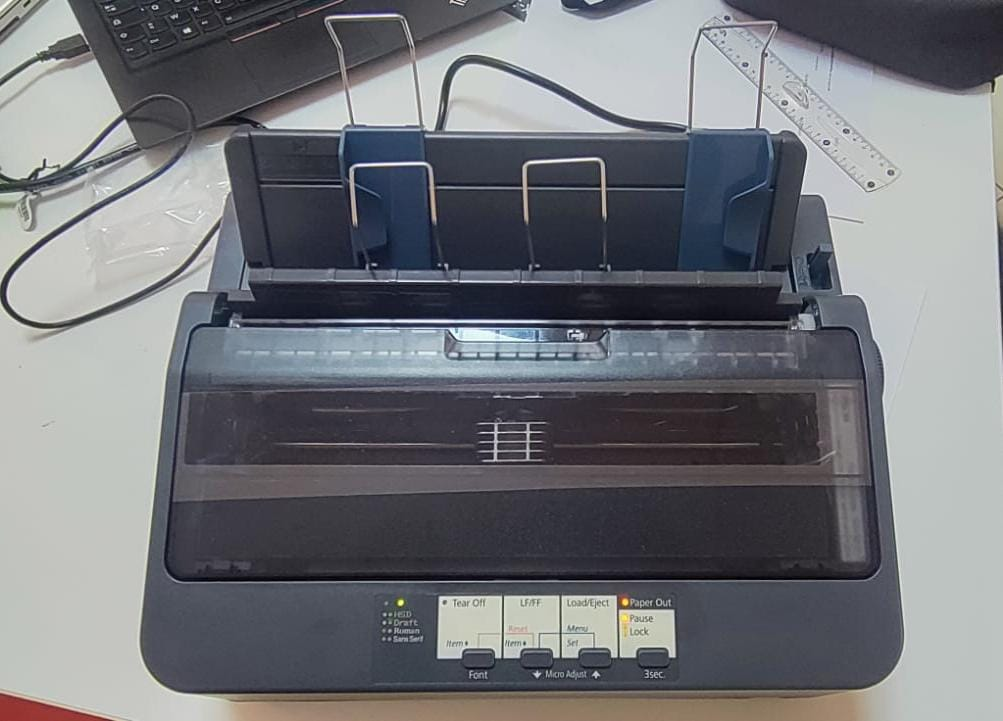 Tear Off
LF/FF
Load/Eject
Paper Out
HSD
Draft
Roman
Sans Serif
Reset
Menu
Pause
Lock
Item
Item
Set
Font
Micro Adjust
3sec.